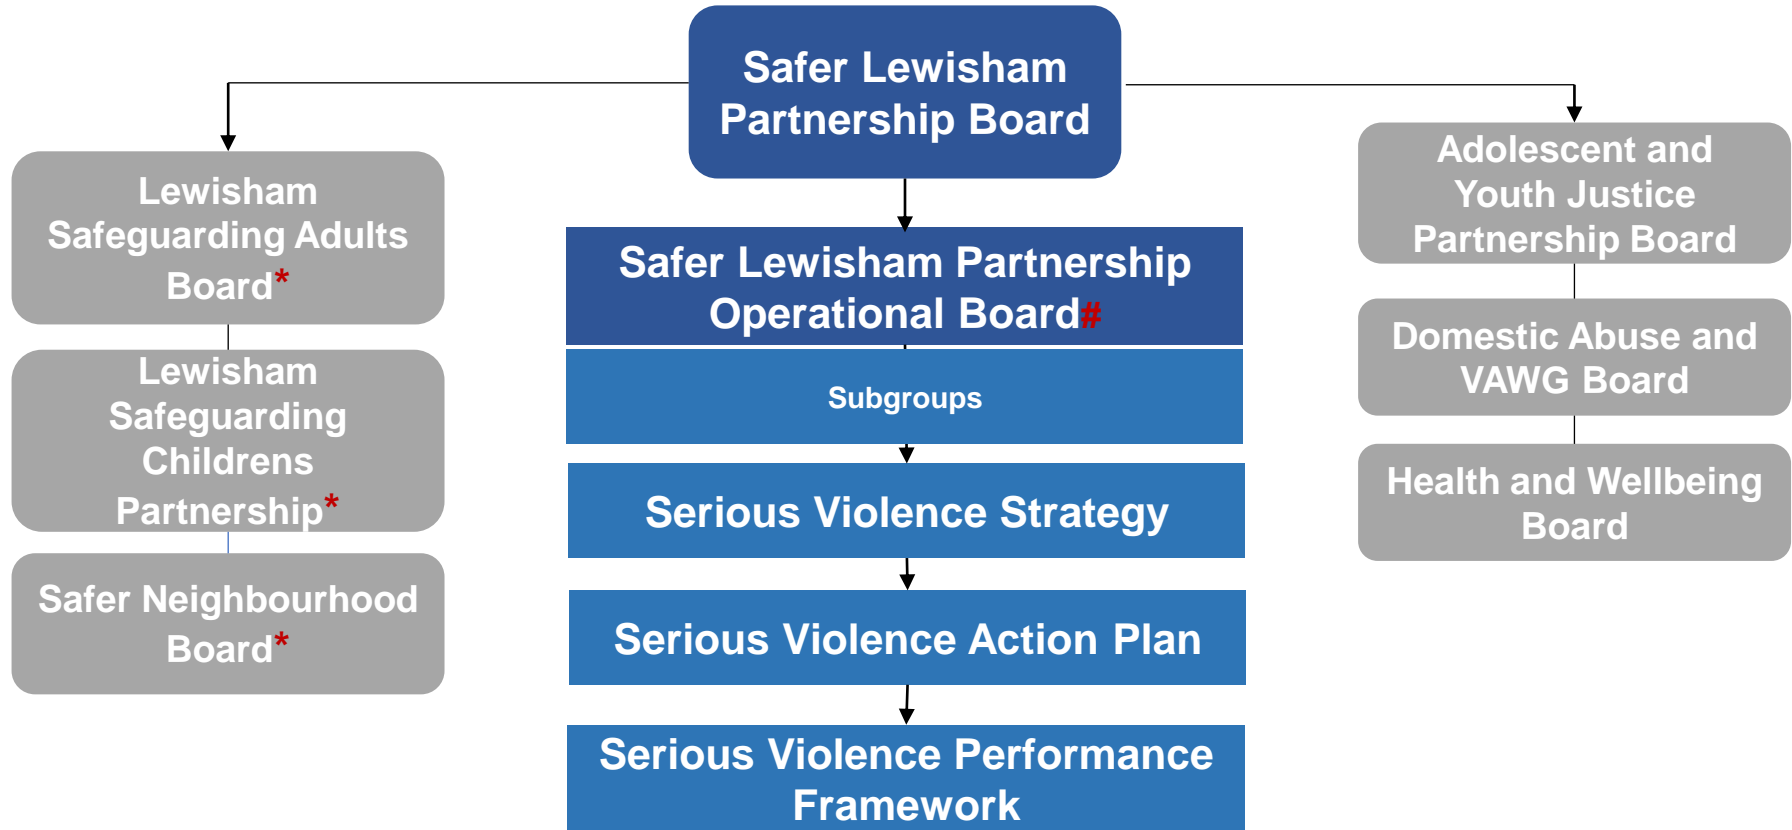 Safer Lewisham
Partnership Board
Lewisham
Safeguarding Adults
Board*
Lewisham
Safeguarding
Childrens
Partnership*
Safer Neighbourhood
Board*
Safer Lewisham Partnership
Operational Board#
Subgroups
Serious Violence Strategy
Serious Violence Action Plan
Serious Violence Performance
Framework
Adolescent and
Youth Justice
Partnership Board
Domestic Abuse and
VAWG Board
Health and Wellbeing
Board